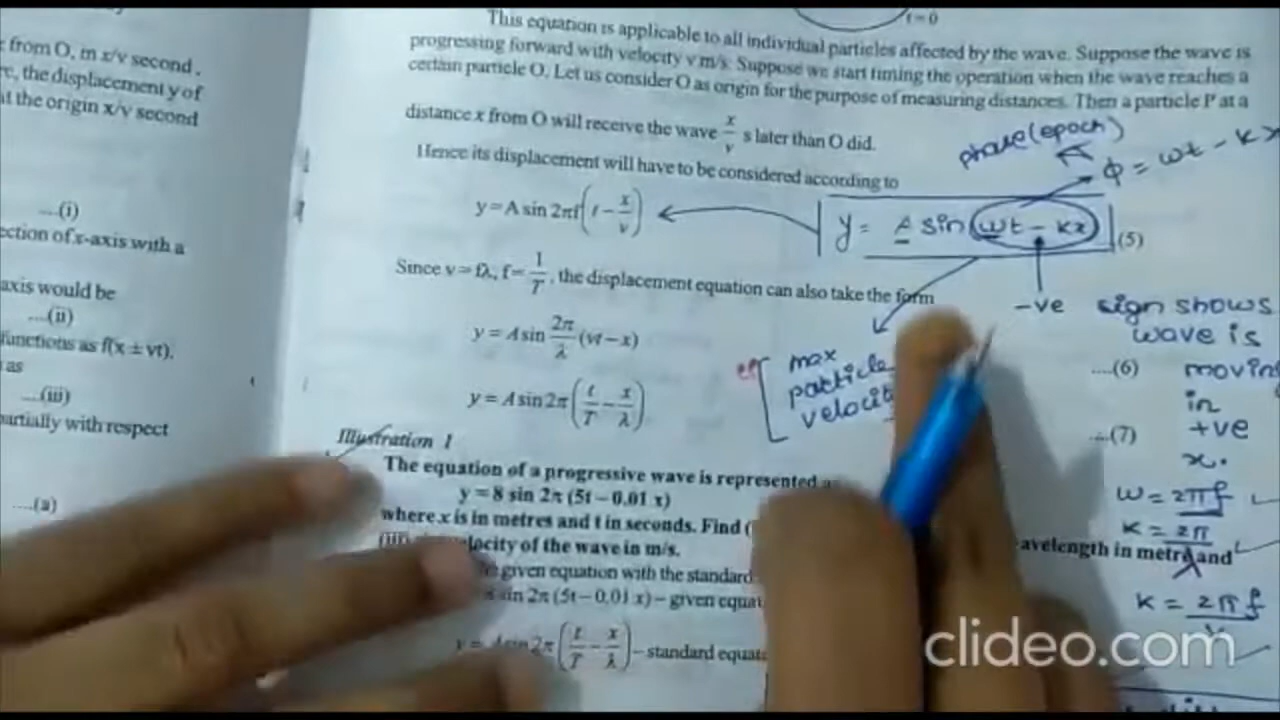 from O, m x/v second ,
re, the displacement y of
at the origin x/v second
....(i)
ection of x-axis with a
axis would be
....(ii)
functions as f(x ± vt).
as
....(iii)
partially with respect
....(a)
t=0
This equation is applicable to all individual particles affected by the wave. Suppose the wave is
progressing forward with velocity v m/s. Suppose we start timing the operation when the wave reaches a
certain particle O. Let us consider O as origin for the purpose of measuring distances. Then a particle P at a
distance x from O will receive the wave x/v s later than O did.
phase (epoch)
Φ = ωt - kx
Hence its displacement will have to be considered according to
y = A sin 2πf(t - x/v)
y = A sin (ωt - kx) (5)
Since v = fλ, f = 1/T, the displacement equation can also take the form
-ve sign shows
wave is
moving
in
+ve
x.
y = A sin 2π/λ (vt - x)
....(6)
max
particle
velocit
y = A sin 2π(t/T - x/λ)
....(7)
ω = 2πf
k = 2π/λ
k = 2πf/v
Illustration 1
The equation of a progressive wave is represented
y = 8 sin 2π (5t - 0.01 x)
where x is in metres and t in seconds. Find (
avelength in metre and
(iii) locity of the wave in m/s.
given equation with the standard
sin 2π (5t - 0.01 x) - given equat
y = A sin 2π(t/T - x/λ) - standard equat
clideo.com